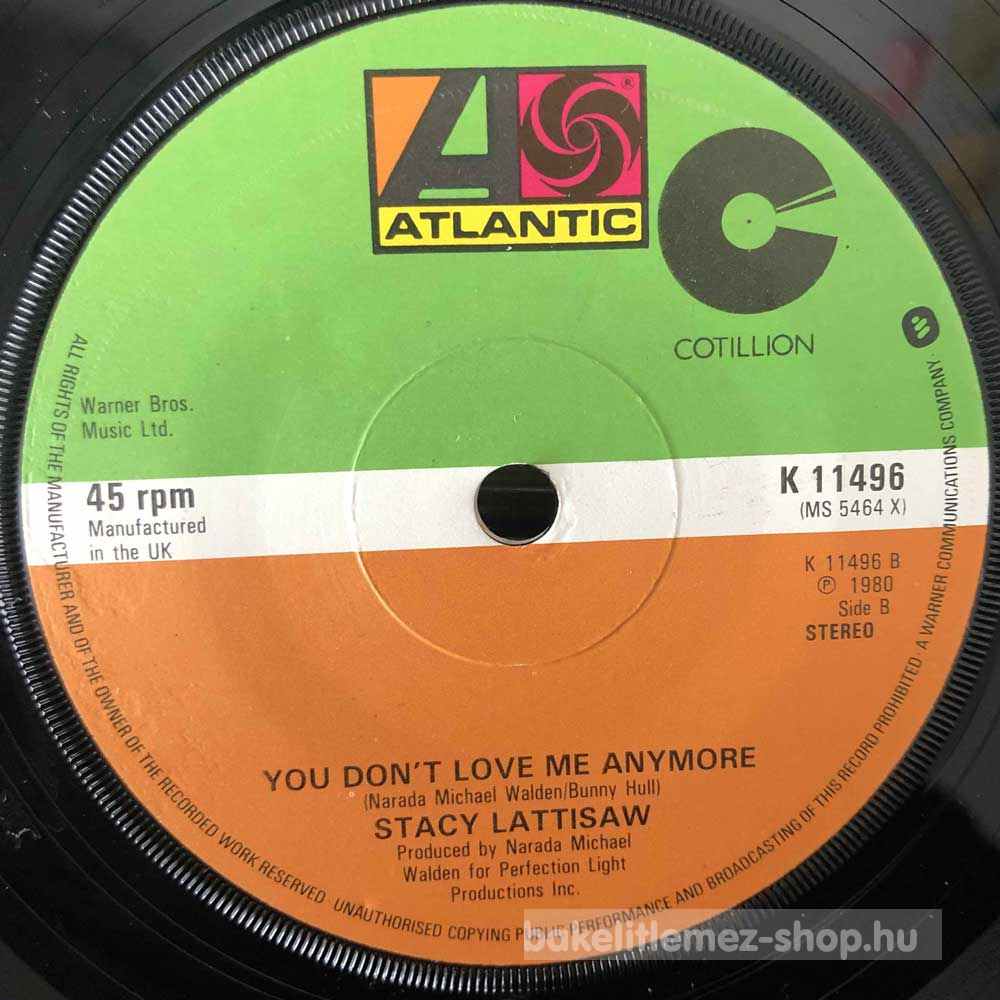 ®
ATLANTIC
COTILLION
Warner Bros.
Music Ltd.
45 rpm
Manufactured
in the UK
K 11496
(MS 5464 X)
K 11496 B
℗ 1980
Side B
STEREO
YOU DON'T LOVE ME ANYMORE
(Narada Michael Walden/Bunny Hull)
STACY LATTISAW
Produced by Narada Michael
Walden for Perfection Light
Productions Inc.
ALL RIGHTS OF THE MANUFACTURER AND OF THE OWNER OF THE RECORDED WORK RESERVED. UNAUTHORISED COPYING PUBLIC PERFORMANCE AND BROADCASTING OF THIS RECORD PROHIBITED · A WARNER COMMUNICATIONS COMPANY ·
bakelitlemez-shop.hu